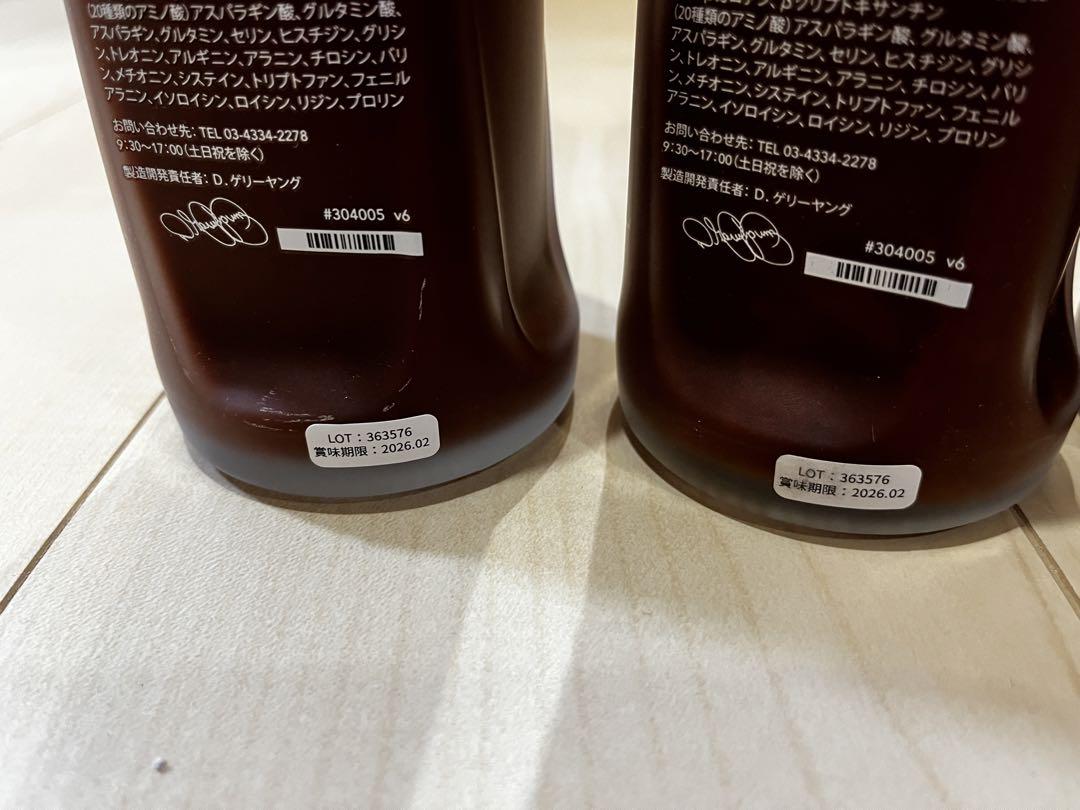 (20種類のアミノ酸)アスパラギン酸、グルタミン酸、
アスパラギン、グルタミン、セリン、ヒスチジン、グリシ
ン、トレオニン、アルギニン、アラニン、チロシン、バリ
ン、メチオニン、システイン、トリプトファン、フェニル
アラニン、イソロイシン、ロイシン、リジン、プロリン
お問い合わせ先：TEL 03-4334-2278
9:30～17:00（土日祝を除く）
製造開発責任者：D．ゲリーヤング
#304005 v6
LOT：363576
賞味期限：2026.02
βクリプトキサンチン
(20種類のアミノ酸)アスパラギン酸、グルタミン酸、
アスパラギン、グルタミン、セリン、ヒスチジン、グリシ
ン、トレオニン、アルギニン、アラニン、チロシン、バリ
ン、メチオニン、システイン、トリプトファン、フェニル
アラニン、イソロイシン、ロイシン、リジン、プロリン
お問い合わせ先：TEL 03-4334-2278
9:30～17:00（土日祝を除く）
製造開発責任者：D．ゲリーヤング
#304005 v6
LOT：363576
賞味期限：2026.02